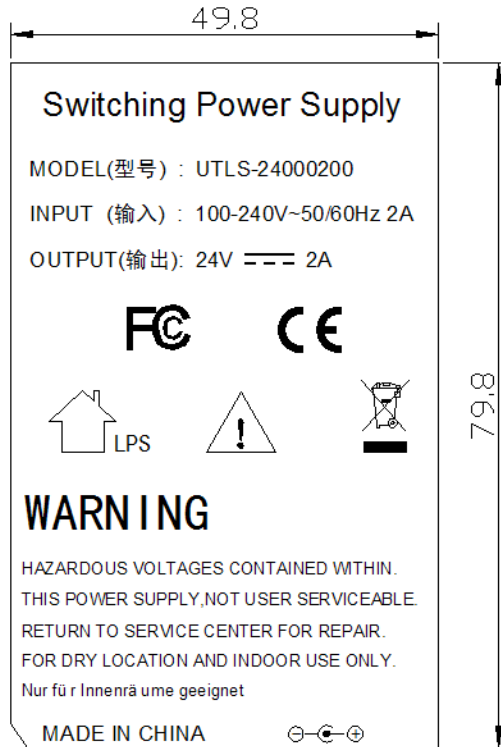 49.8
Switching Power Supply
MODEL(型号) : UTLS-24000200
INPUT (输入) : 100-240V~50/60Hz 2A
OUTPUT(输出): 24V 2A
FC CE
LPS
79.8
WARNING
HAZARDOUS VOLTAGES CONTAINED WITHIN.
THIS POWER SUPPLY,NOT USER SERVICEABLE.
RETURN TO SERVICE CENTER FOR REPAIR.
FOR DRY LOCATION AND INDOOR USE ONLY.
Nur fü r Innenrä ume geeignet
MADE IN CHINA